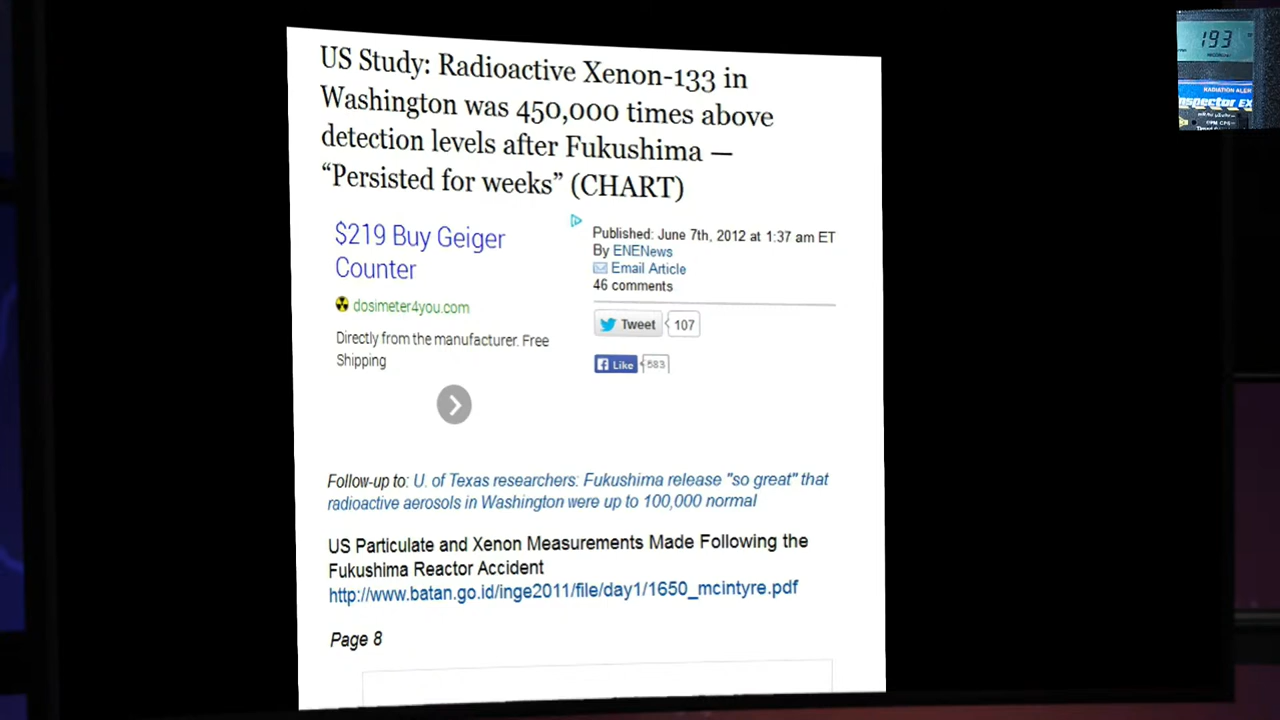 US Study: Radioactive Xenon-133 in
Washington was 450,000 times above
detection levels after Fukushima —
“Persisted for weeks” (CHART)
$219 Buy Geiger
Counter
dosimeter4you.com
Directly from the manufacturer. Free
Shipping
Published: June 7th, 2012 at 1:37 am ET
By ENENews
Email Article
46 comments
Tweet 107
Like 583
Follow-up to: U. of Texas researchers: Fukushima release "so great" that
radioactive aerosols in Washington were up to 100,000 normal
US Particulate and Xenon Measurements Made Following the
Fukushima Reactor Accident
http://www.batan.go.id/inge2011/file/day1/1650_mcintyre.pdf
Page 8
193
RADIATION ALER
nspector EX